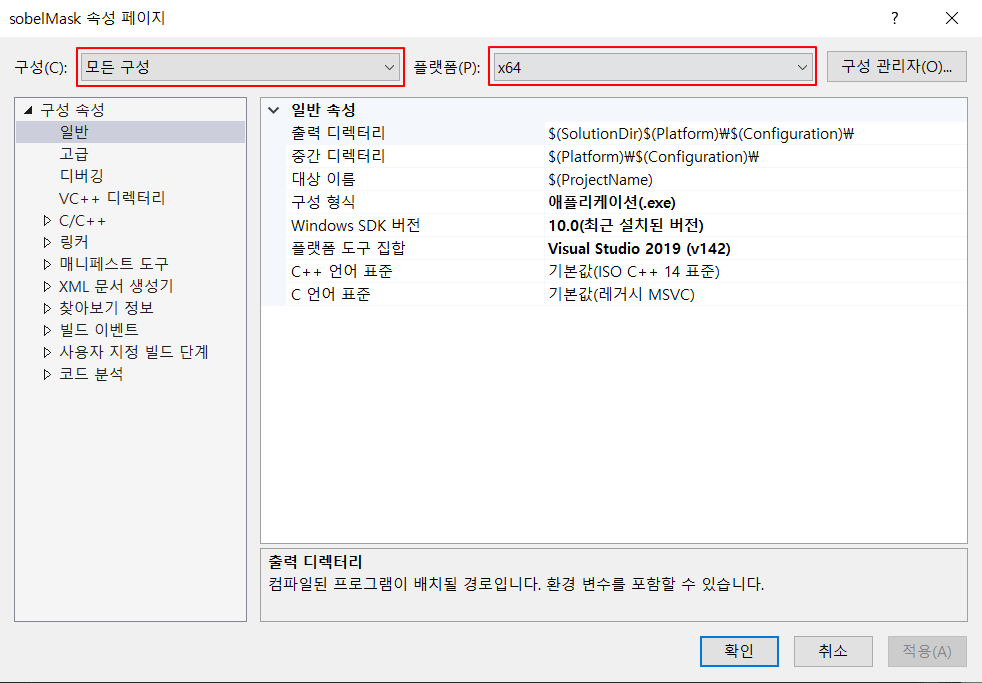 sobelMask 속성 페이지 ?
구성(C): 모든 구성 플랫폼(P): x64 구성 관리자(O)...
구성 속성
일반
고급
디버깅
VC++ 디렉터리
C/C++
링커
매니페스트 도구
XML 문서 생성기
찾아보기 정보
빌드 이벤트
사용자 지정 빌드 단계
코드 분석
일반 속성
출력 디렉터리 $(SolutionDir)$(Platform)₩$(Configuration)₩
중간 디렉터리 $(Platform)₩$(Configuration)₩
대상 이름 $(ProjectName)
구성 형식 애플리케이션(.exe)
Windows SDK 버전 10.0(최근 설치된 버전)
플랫폼 도구 집합 Visual Studio 2019 (v142)
C++ 언어 표준 기본값(ISO C++ 14 표준)
C 언어 표준 기본값(레거시 MSVC)
출력 디렉터리
컴파일된 프로그램이 배치될 경로입니다. 환경 변수를 포함할 수 있습니다.
확인 취소 적용(A)